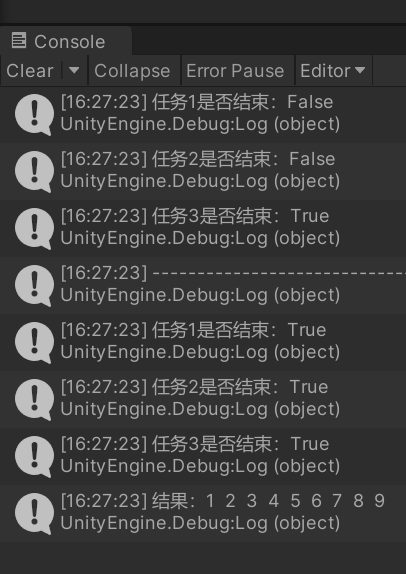 Console
Clear Collapse Error Pause Editor
[16:27:23] 任务1是否结束：False
UnityEngine.Debug:Log (object)
[16:27:23] 任务2是否结束：False
UnityEngine.Debug:Log (object)
[16:27:23] 任务3是否结束：True
UnityEngine.Debug:Log (object)
[16:27:23] ----------------------------
UnityEngine.Debug:Log (object)
[16:27:23] 任务1是否结束：True
UnityEngine.Debug:Log (object)
[16:27:23] 任务2是否结束：True
UnityEngine.Debug:Log (object)
[16:27:23] 任务3是否结束：True
UnityEngine.Debug:Log (object)
[16:27:23] 结果：1 2 3 4 5 6 7 8 9
UnityEngine.Debug:Log (object)